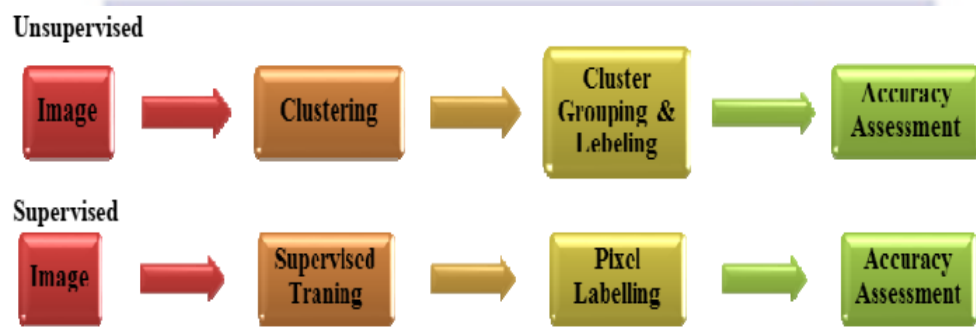 Unsupervised
Image
Clustering
Cluster
Grouping &
Lebeling
Accuracy
Assessment
Supervised
Image
Supervised
Traning
Pixel
Labelling
Accuracy
Assessment